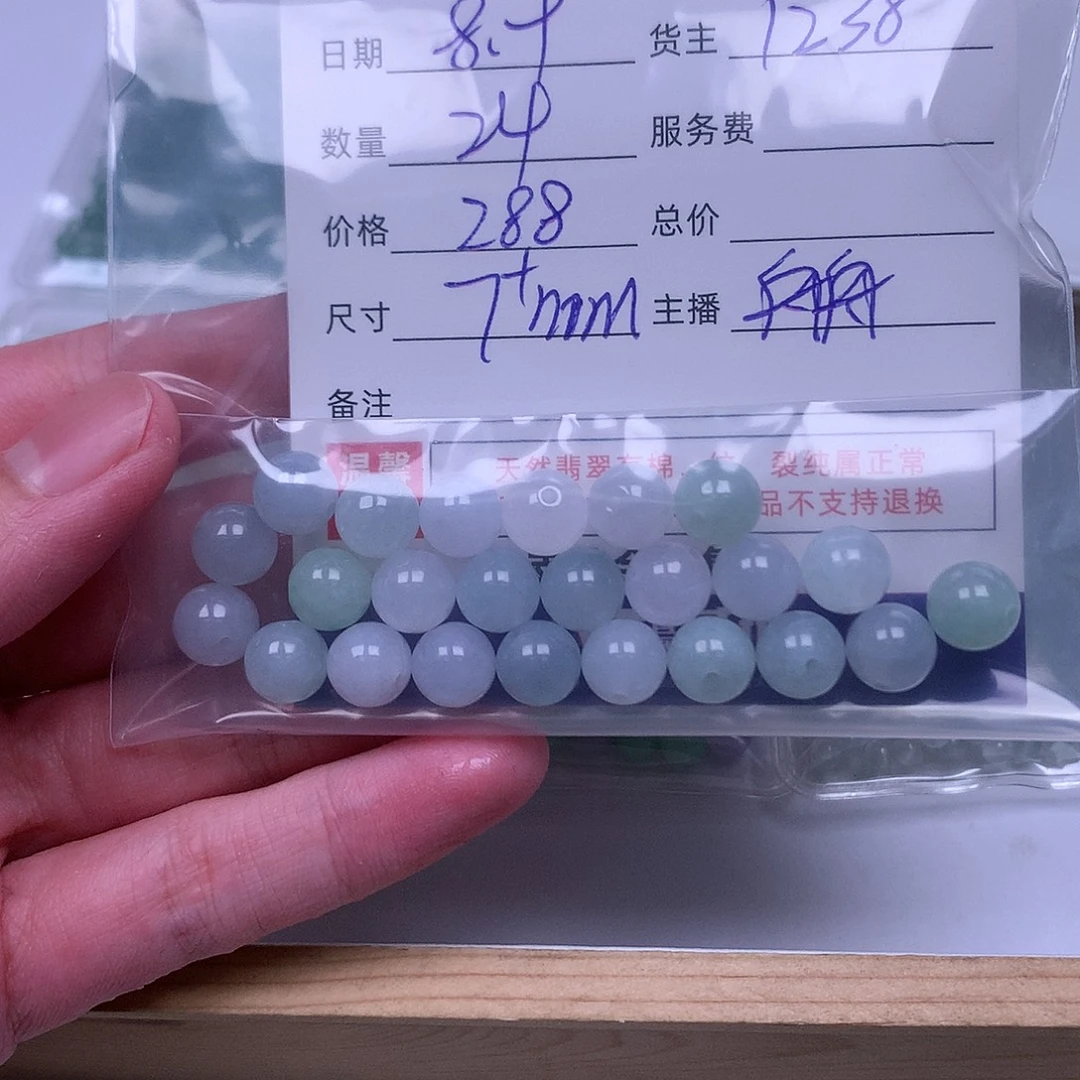 日期 8.4 货主 1238
数量 24 服务费
价格 288 总价
尺寸 7+mm 主播
备注
温馨 天然翡翠有棉 纹 裂纯属正常
品不支持退换